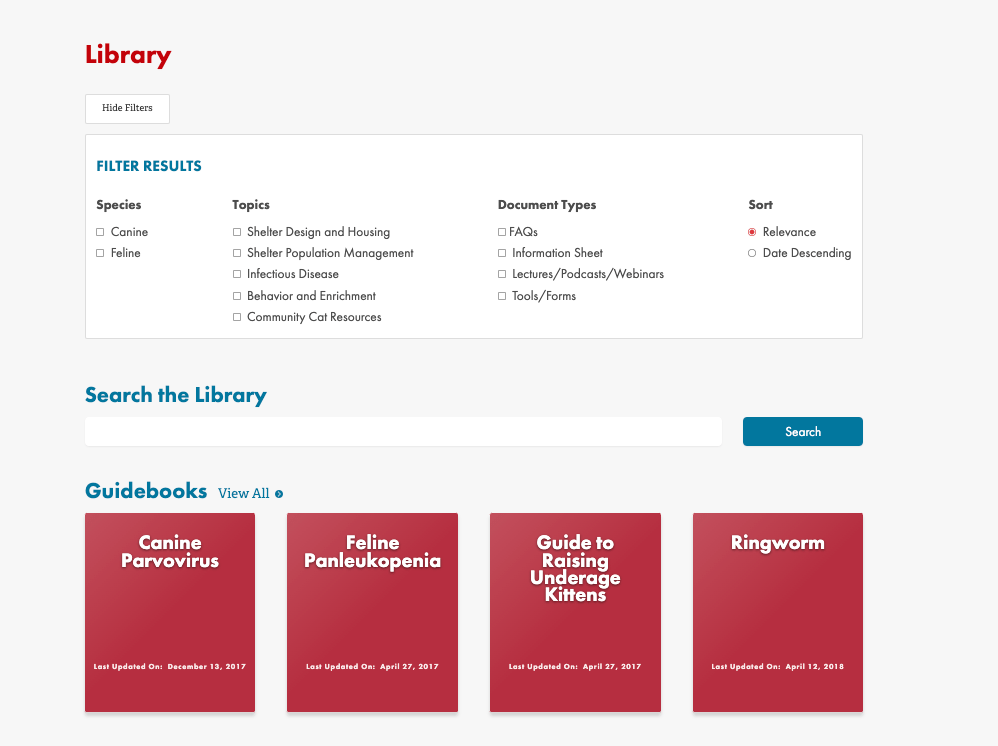 Library
Hide Filters
FILTER RESULTS
Species
Canine
Feline
Topics
Shelter Design and Housing
Shelter Population Management
Infectious Disease
Behavior and Enrichment
Community Cat Resources
Document Types
FAQs
Information Sheet
Lectures/Podcasts/Webinars
Tools/Forms
Sort
Relevance
Date Descending
Search the Library
Search
Guidebooks View All
Canine
Parvovirus
Last Updated On: December 13, 2017
Feline
Panleukopenia
Last Updated On: April 27, 2017
Guide to
Raising
Underage
Kittens
Last Updated On: April 27, 2017
Ringworm
Last Updated On: April 12, 2018